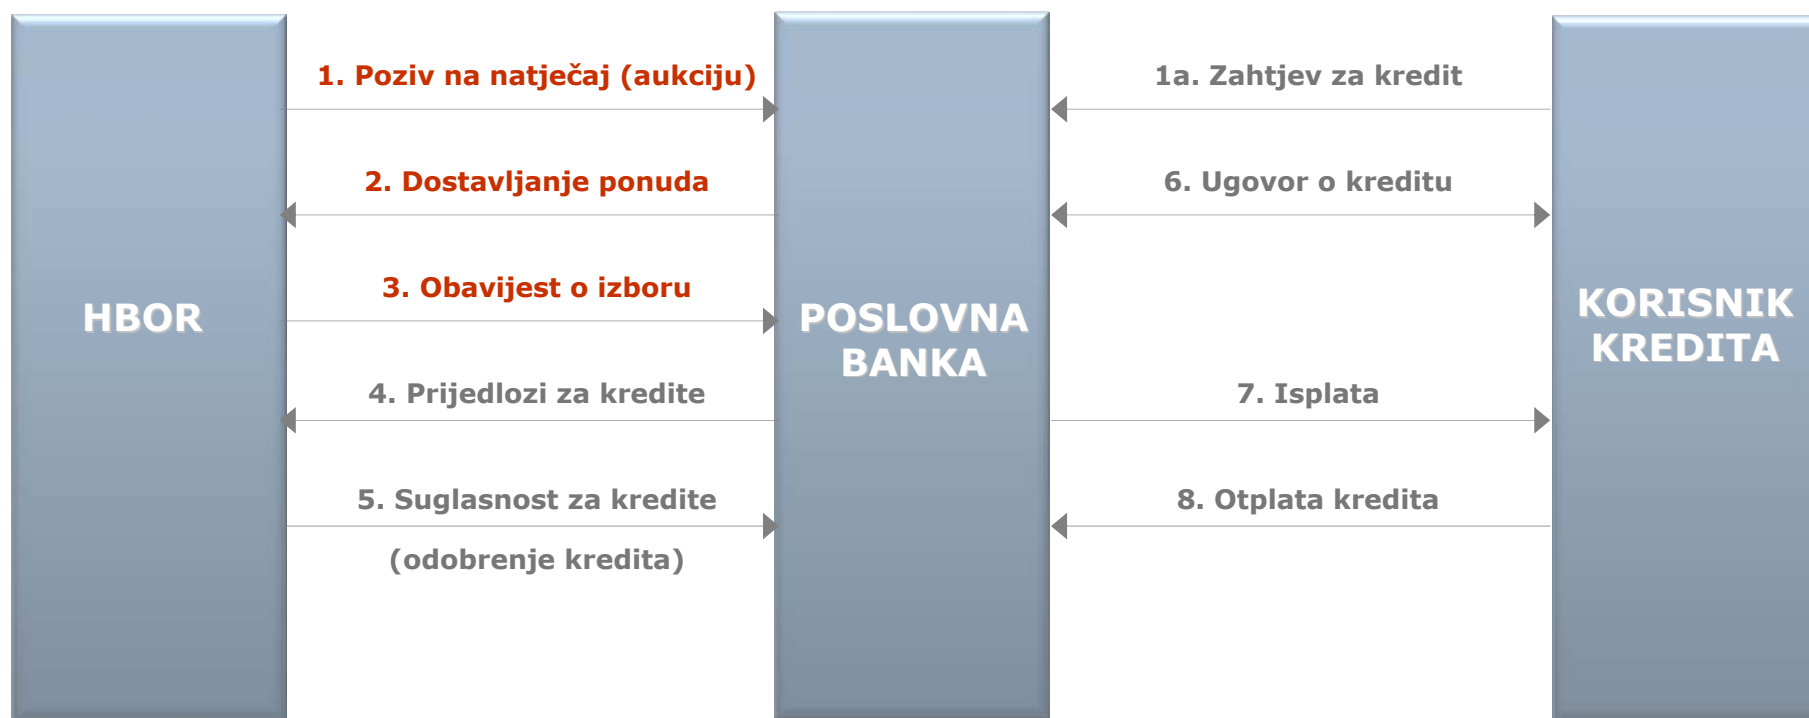 1. Poziv na natječaj (aukciju)
1a. Zahtjev za kredit
2. Dostavljanje ponuda
6. Ugovor o kreditu
3. Obavijest o izboru
HBOR
POSLOVNA
BANKA
KORISNIK
KREDITA
4. Prijedlozi za kredite
7. Isplata
5. Suglasnost za kredite
(odobrenje kredita)
8. Otplata kredita